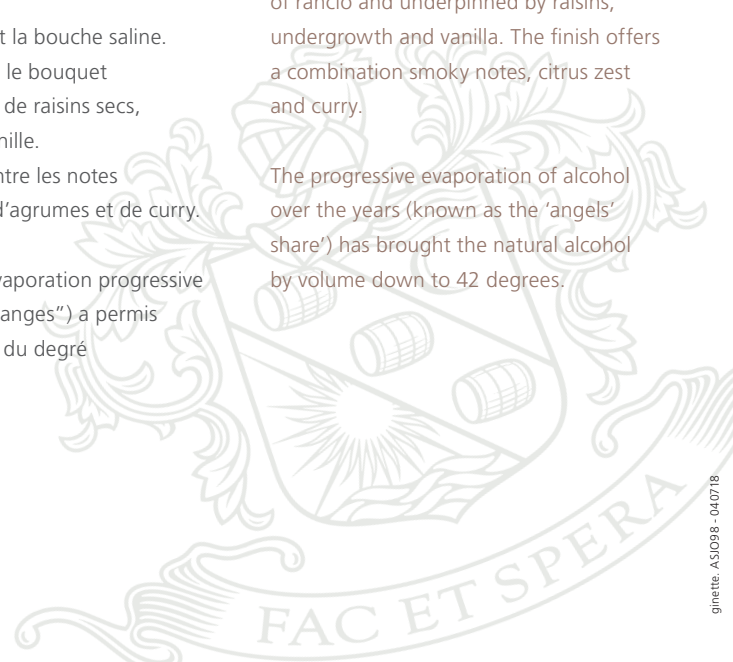 t la bouche saline.
le bouquet
de raisins secs,
nille.
ntre les notes
d’agrumes et de curry.
vaporation progressive
anges”) a permis
du degré
of rancio and underpinned by raisins,
undergrowth and vanilla. The finish offers
a combination smoky notes, citrus zest
and curry.
The progressive evaporation of alcohol
over the years (known as the ‘angels’
share’) has brought the natural alcohol
by volume down to 42 degrees.
FAC ET SPERA
ginette. ASJO98 - 040718